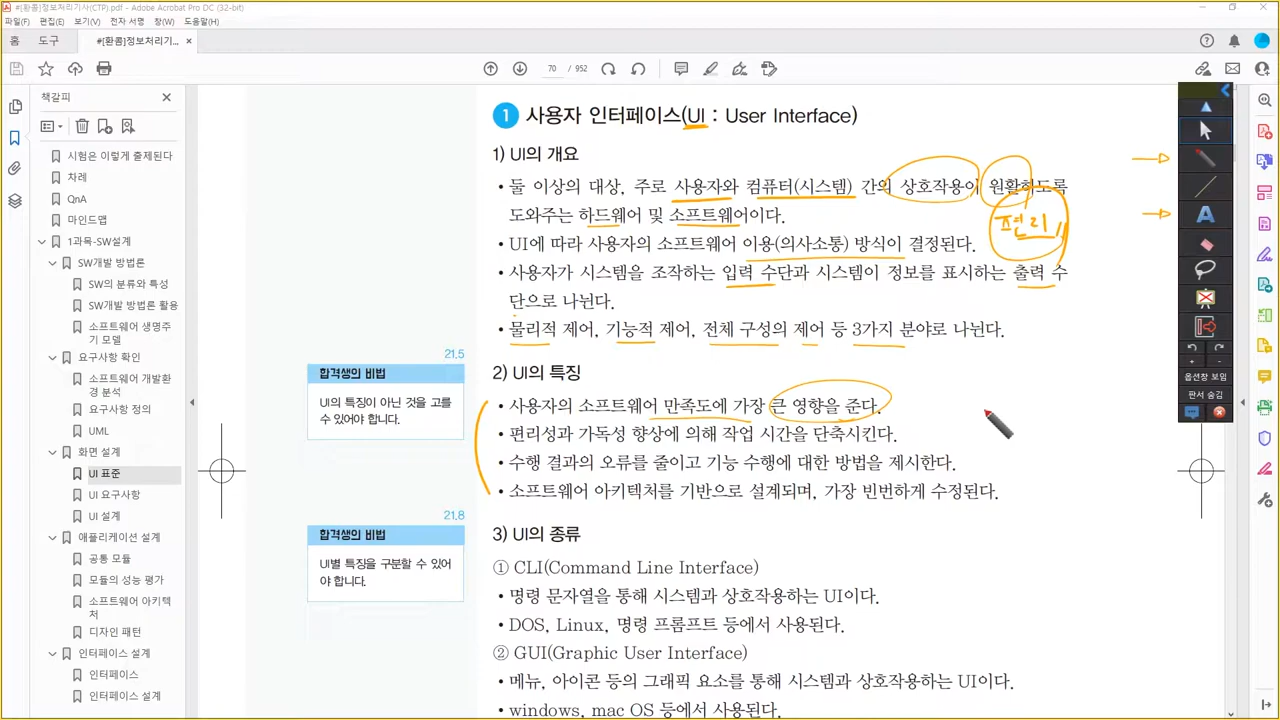 #[환콤]정보처리기사(CTP).pdf - Adobe Acrobat Pro DC (32-bit)
파일(F) 편집(E) 보기(V) 전자 서명 창(W) 도움말(H)
홈 도구 #[환콤]정보처리기... ×
70 / 952
책갈피
시험은 이렇게 출제된다
차례
QnA
마인드맵
1과목-SW설계
SW개발 방법론
SW의 분류와 특성
SW개발 방법론 활용
소프트웨어 생명주
기 모델
요구사항 확인
소프트웨어 개발환
경 분석
요구사항 정의
UML
화면 설계
UI 표준
UI 요구사항
UI 설계
애플리케이션 설계
공통 모듈
모듈의 성능 평가
소프트웨어 아키텍
처
디자인 패턴
인터페이스 설계
인터페이스
인터페이스 설계
21.5
합격생의 비법
UI의 특징이 아닌 것을 고를
수 있어야 합니다.
21.8
합격생의 비법
UI별 특징을 구분할 수 있어
야 합니다.
1 사용자 인터페이스(UI : User Interface)
1) UI의 개요
• 둘 이상의 대상, 주로 사용자와 컴퓨터(시스템) 간의 상호작용이 원활하도록
도와주는 하드웨어 및 소프트웨어이다.
편리
• UI에 따라 사용자의 소프트웨어 이용(의사소통) 방식이 결정된다.
• 사용자가 시스템을 조작하는 입력 수단과 시스템이 정보를 표시하는 출력 수
단으로 나뉜다.
• 물리적 제어, 기능적 제어, 전체 구성의 제어 등 3가지 분야로 나뉜다.
2) UI의 특징
• 사용자의 소프트웨어 만족도에 가장 큰 영향을 준다.
• 편리성과 가독성 향상에 의해 작업 시간을 단축시킨다.
• 수행 결과의 오류를 줄이고 기능 수행에 대한 방법을 제시한다.
• 소프트웨어 아키텍처를 기반으로 설계되며, 가장 빈번하게 수정된다.
3) UI의 종류
① CLI(Command Line Interface)
• 명령 문자열을 통해 시스템과 상호작용하는 UI이다.
• DOS, Linux, 명령 프롬프트 등에서 사용된다.
② GUI(Graphic User Interface)
• 메뉴, 아이콘 등의 그래픽 요소를 통해 시스템과 상호작용하는 UI이다.
• windows, mac OS 등에서 사용된다.
A
옵션창 보임
판서 숨김